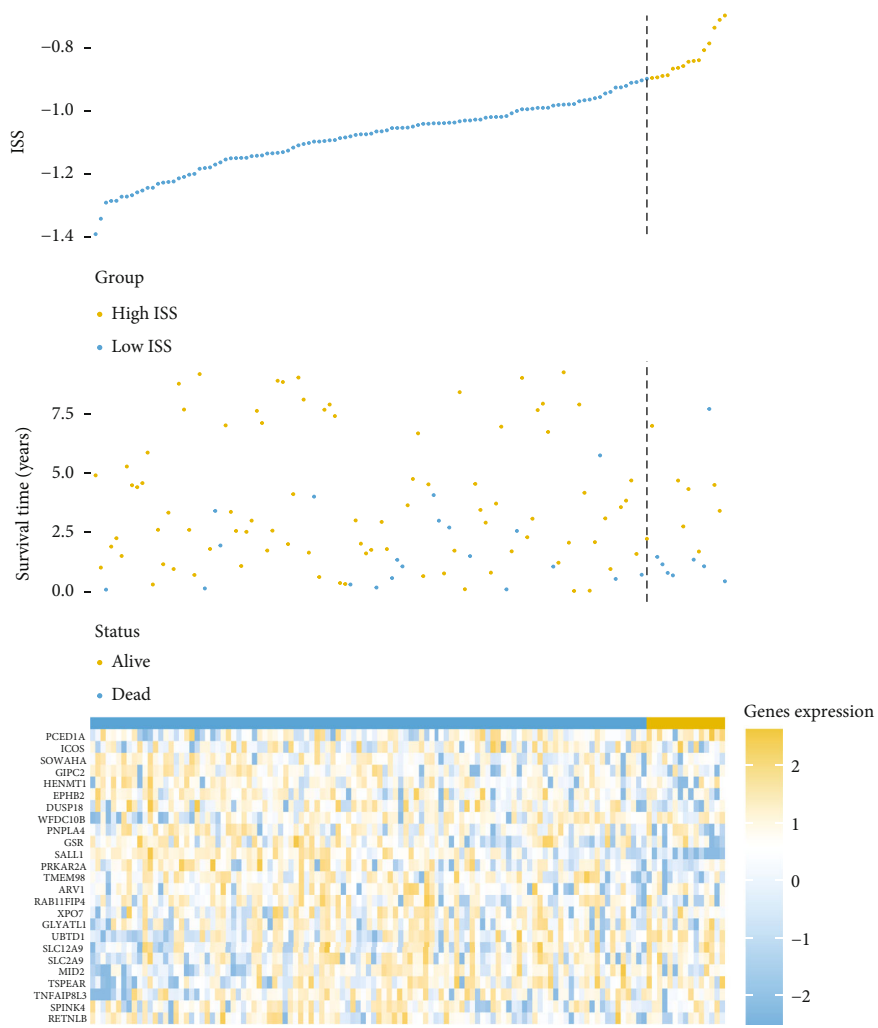 ISS
−0.8
−1.0
−1.2
−1.4
Group
High ISS
Low ISS
Survival time (years)
7.5
5.0
2.5
0.0
Status
Alive
Dead
Genes expression
2
1
0
−1
−2
PCED1A
ICOS
SOWAHA
GIPC2
HENMT1
EPHB2
DUSP18
WFDC10B
PNPLA4
GSR
SALL1
PRKAR2A
TMEM98
ARV1
RAB11FIP4
XPO7
GLYATL1
UBTD1
SLC12A9
SLC2A9
MID2
TSPEAR
TNFAIP8L3
SPINK4
RETNLB